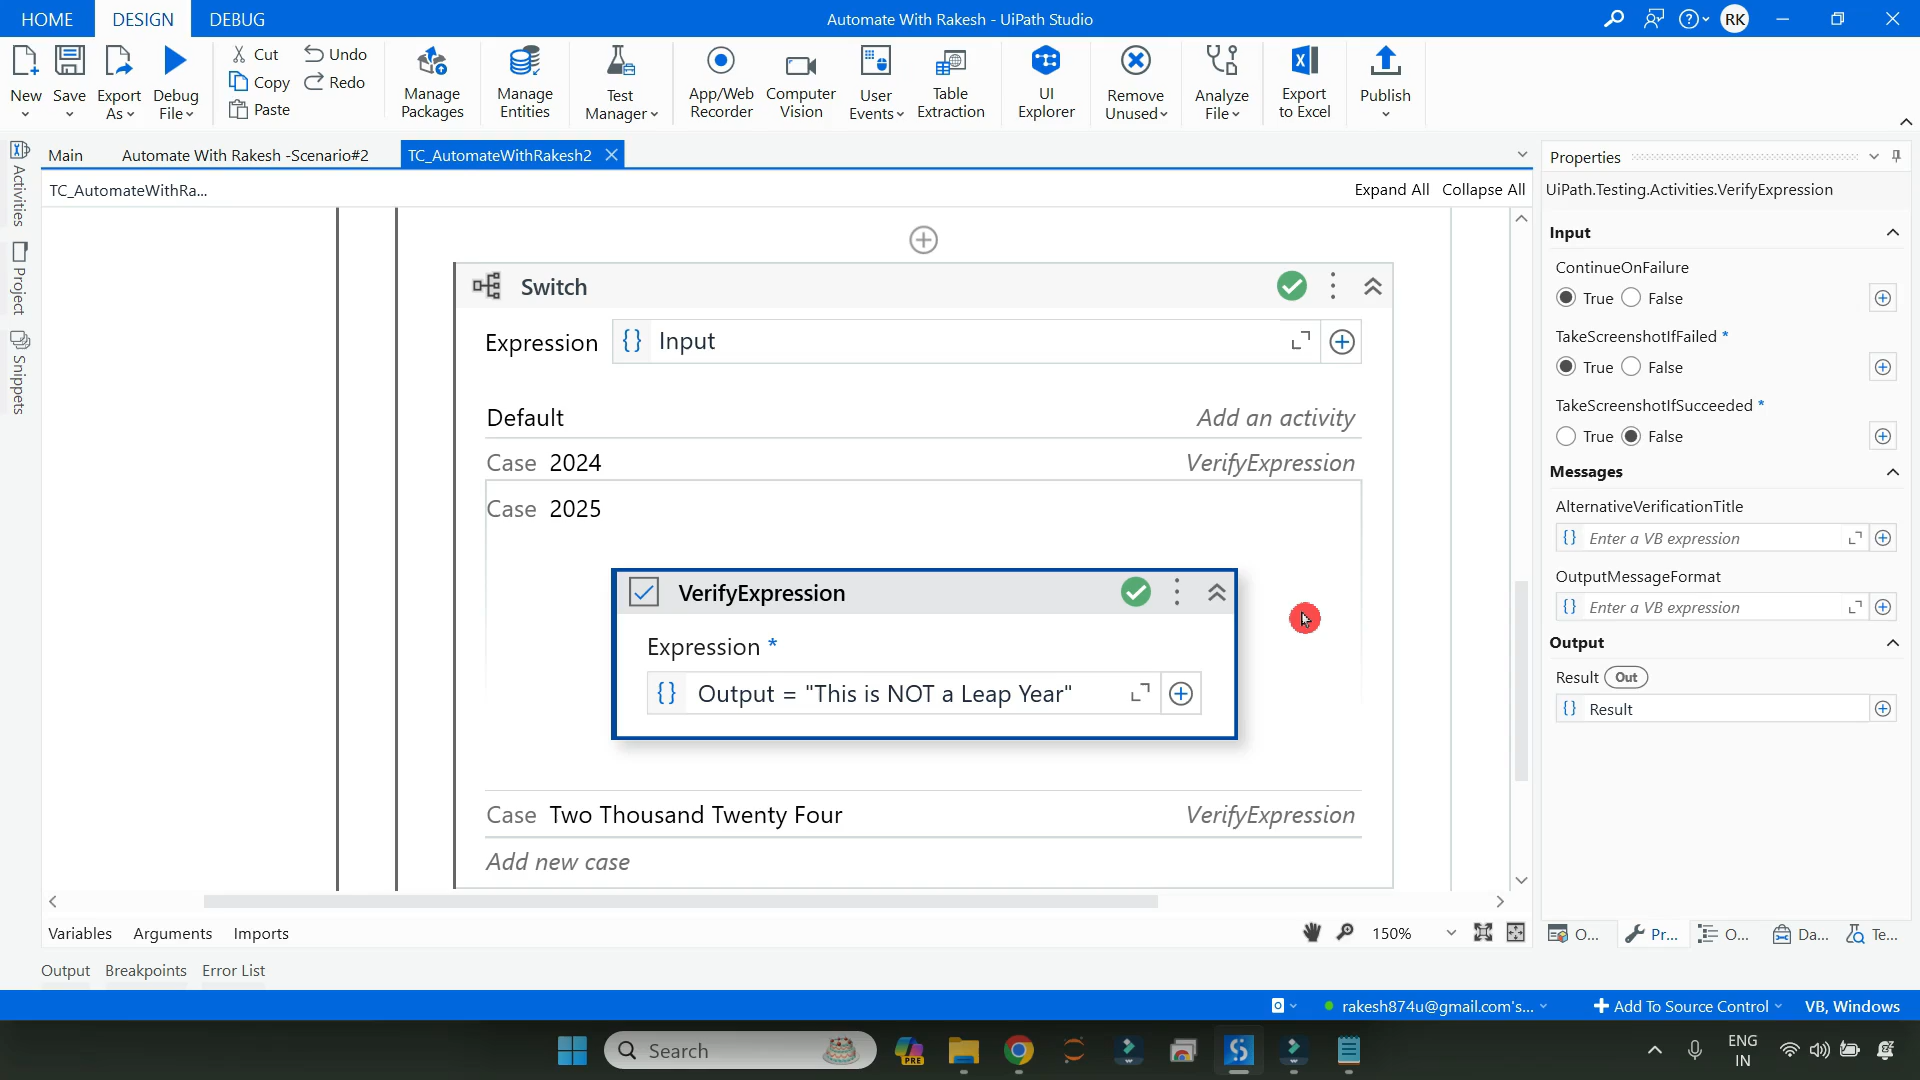 HOME DESIGN DEBUG Automate With Rakesh - UiPath Studio RK
New Save Export As Debug File
Cut Copy Paste
Undo Redo
Manage Packages
Manage Entities
Test Manager
App/Web Recorder
Computer Vision
User Events
Table Extraction
UI Explorer
Remove Unused
Analyze File
Export to Excel
Publish
Activities
Project
Snippets
Main Automate With Rakesh -Scenario#2 TC_AutomateWithRakesh2
TC_AutomateWithRa... Expand All Collapse All
Switch
Expression Input
Default Add an activity
Case 2024 VerifyExpression
Case 2025
VerifyExpression
Expression *
Output = "This is NOT a Leap Year"
Case Two Thousand Twenty Four VerifyExpression
Add new case
Properties
UiPath.Testing.Activities.VerifyExpression
Input
ContinueOnFailure
True False
TakeScreenshotIfFailed *
True False
TakeScreenshotIfSucceeded *
True False
Messages
AlternativeVerificationTitle
Enter a VB expression
OutputMessageFormat
Enter a VB expression
Output
Result Out
Result
Variables Arguments Imports 150% O... Pr... O... Da... Te...
Output Breakpoints Error List
rakesh874u@gmail.com's... Add To Source Control VB, Windows
Search PRE ENG
IN